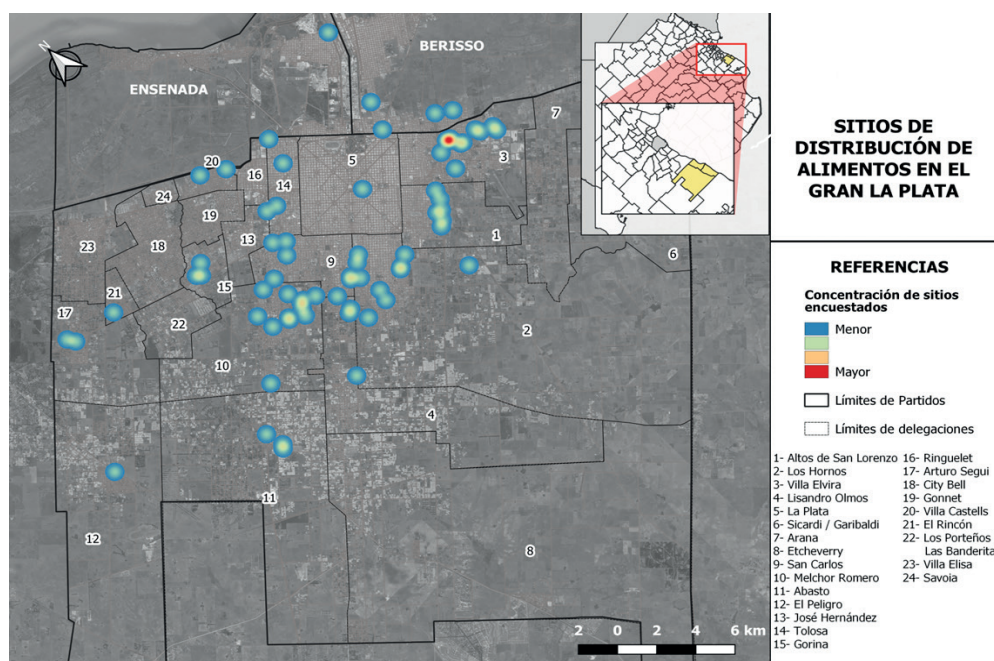 N
ENSENADA
BERISSO
7
5
3
20
16
14
24
19
1
23
18
13
9
6
15
21
17
22
2
10
4
11
12
8
2 0 2 4 6 km
SITIOS DE
DISTRIBUCIÓN DE
ALIMENTOS EN EL
GRAN LA PLATA
REFERENCIAS
Concentración de sitios
encuestados
Menor
Mayor
Límites de Partidos
Límites de delegaciones
1- Altos de San Lorenzo
2- Los Hornos
3- Villa Elvira
4- Lisandro Olmos
5- La Plata
6- Sicardi / Garibaldi
7- Arana
8- Etcheverry
9- San Carlos
10- Melchor Romero
11- Abasto
12- El Peligro
13- José Hernández
14- Tolosa
15- Gorina
16- Ringuelet
17- Arturo Segui
18- City Bell
19- Gonnet
20- Villa Castells
21- El Rincón
22- Los Porteños
Las Banderita
23- Villa Elisa
24- Savoia